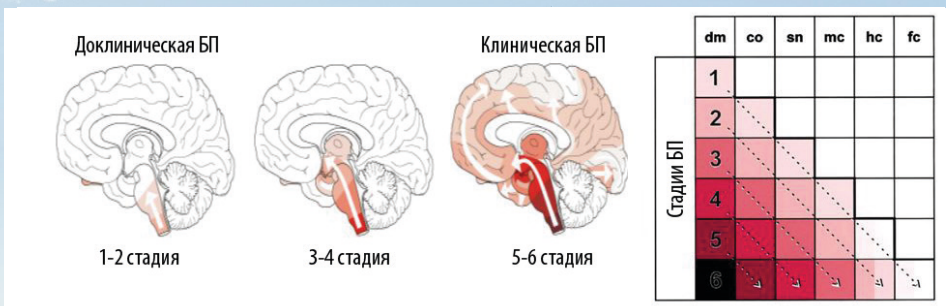 Доклиническая БП
Клиническая БП
1-2 стадия
3-4 стадия
5-6 стадия
dm co sn mc hc fc
Стадии БП
1
2
3
4
5
6